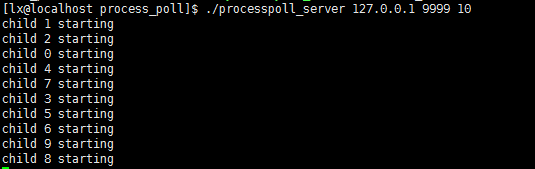 [lx@localhost process_poll]$ ./processpoll_server 127.0.0.1 9999 10
child 1 starting
child 2 starting
child 0 starting
child 4 starting
child 7 starting
child 3 starting
child 5 starting
child 6 starting
child 9 starting
child 8 starting